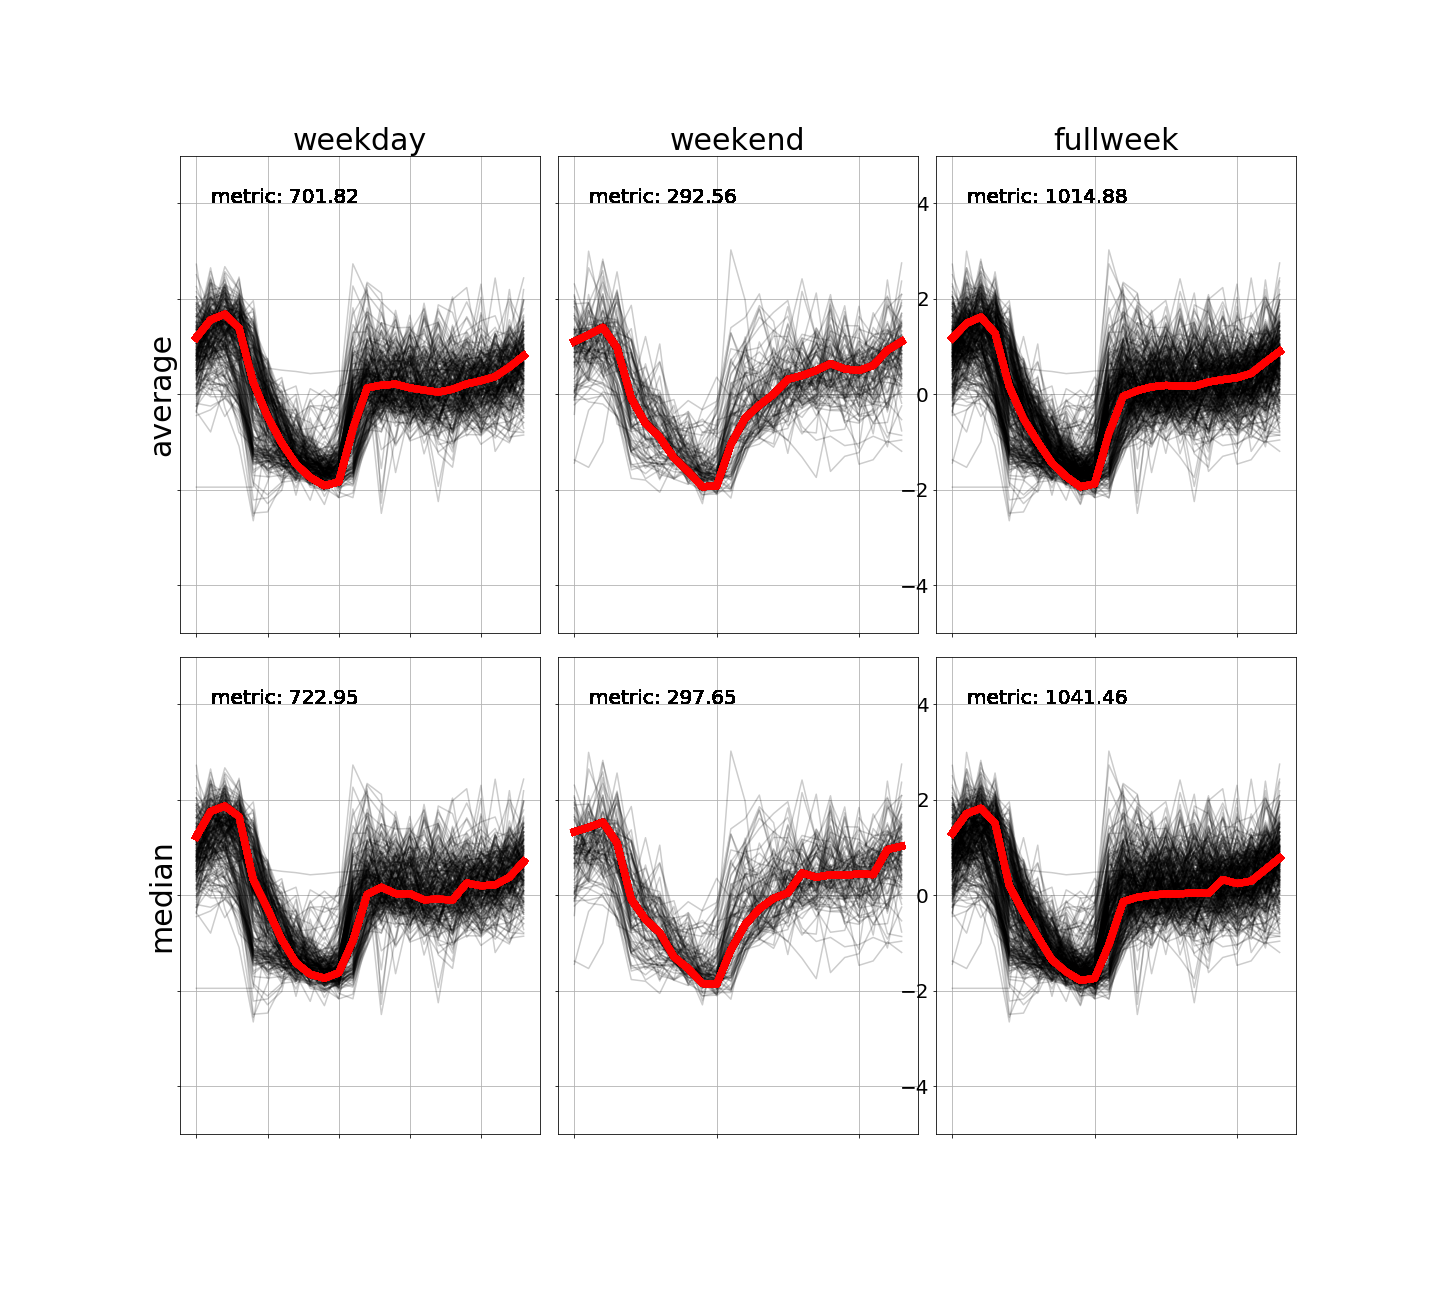 weekday weekend fullweek
metric: 701.82 metric: 292.56 metric: 1014.88
4
2
average
0
−2
−4
metric: 722.95 metric: 297.65 metric: 1041.46
4
2
median
0
−2
−4